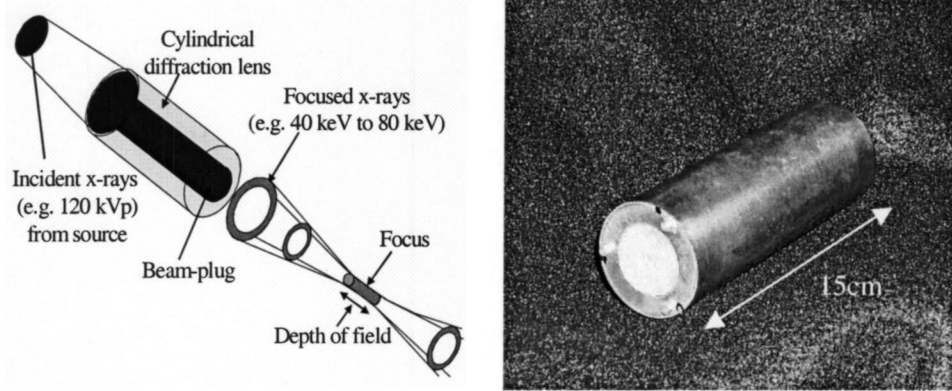 Cylindrical
diffraction lens
Focused x-rays
(e.g. 40 keV to 80 keV)
Incident x-rays
(e.g. 120 kVp)
from source
Beam-plug
Focus
Depth of field
15cm